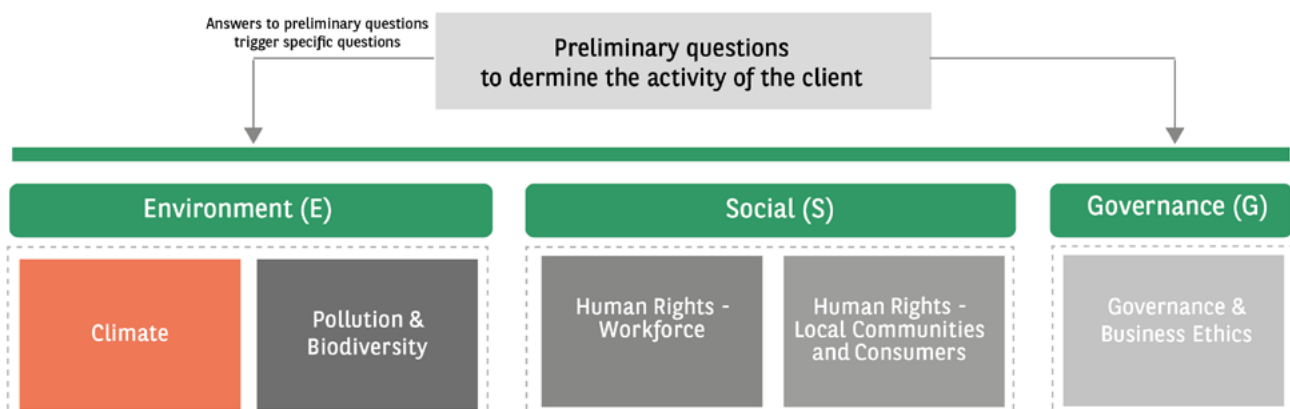 Answers to preliminary questions
trigger specific questions
Preliminary questions
to dermine the activity of the client
Environment (E)
Social (S)
Governance (G)
Climate
Pollution &
Biodiversity
Human Rights -
Workforce
Human Rights -
Local Communities
and Consumers
Governance &
Business Ethics